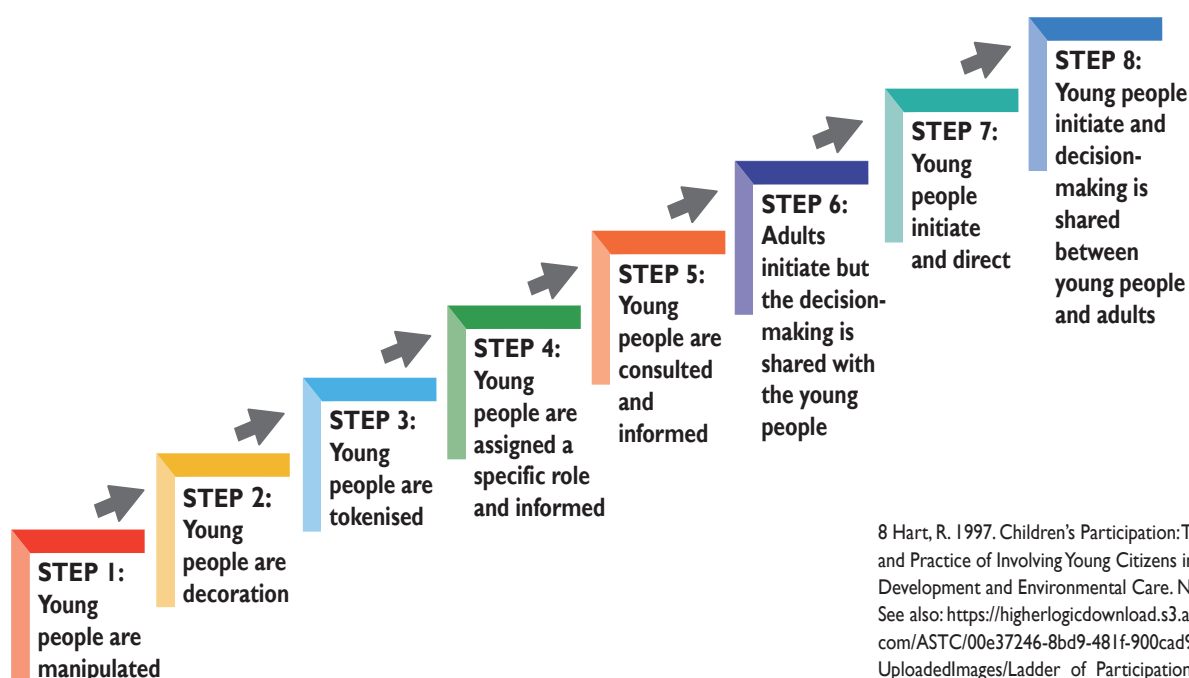 STEP 1:
Young
people are
manipulated
STEP 2:
Young
people are
decoration
STEP 3:
Young
people are
tokenised
STEP 4:
Young
people are
assigned a
specific role
and informed
STEP 5:
Young
people are
consulted
and
informed
STEP 6:
Adults
initiate but
the decision-
making is
shared with
the young
people
STEP 7:
Young
people
initiate
and direct
STEP 8:
Young people
initiate and
decision-
making is
shared
between
young people
and adults
8 Hart, R. 1997. Children’s Participation: T
and Practice of Involving Young Citizens i
Development and Environmental Care. N
See also: https://higherlogicdownload.s3.a
com/ASTC/00e37246-8bd9-481f-900cad9
UploadedImages/Ladder of Participation